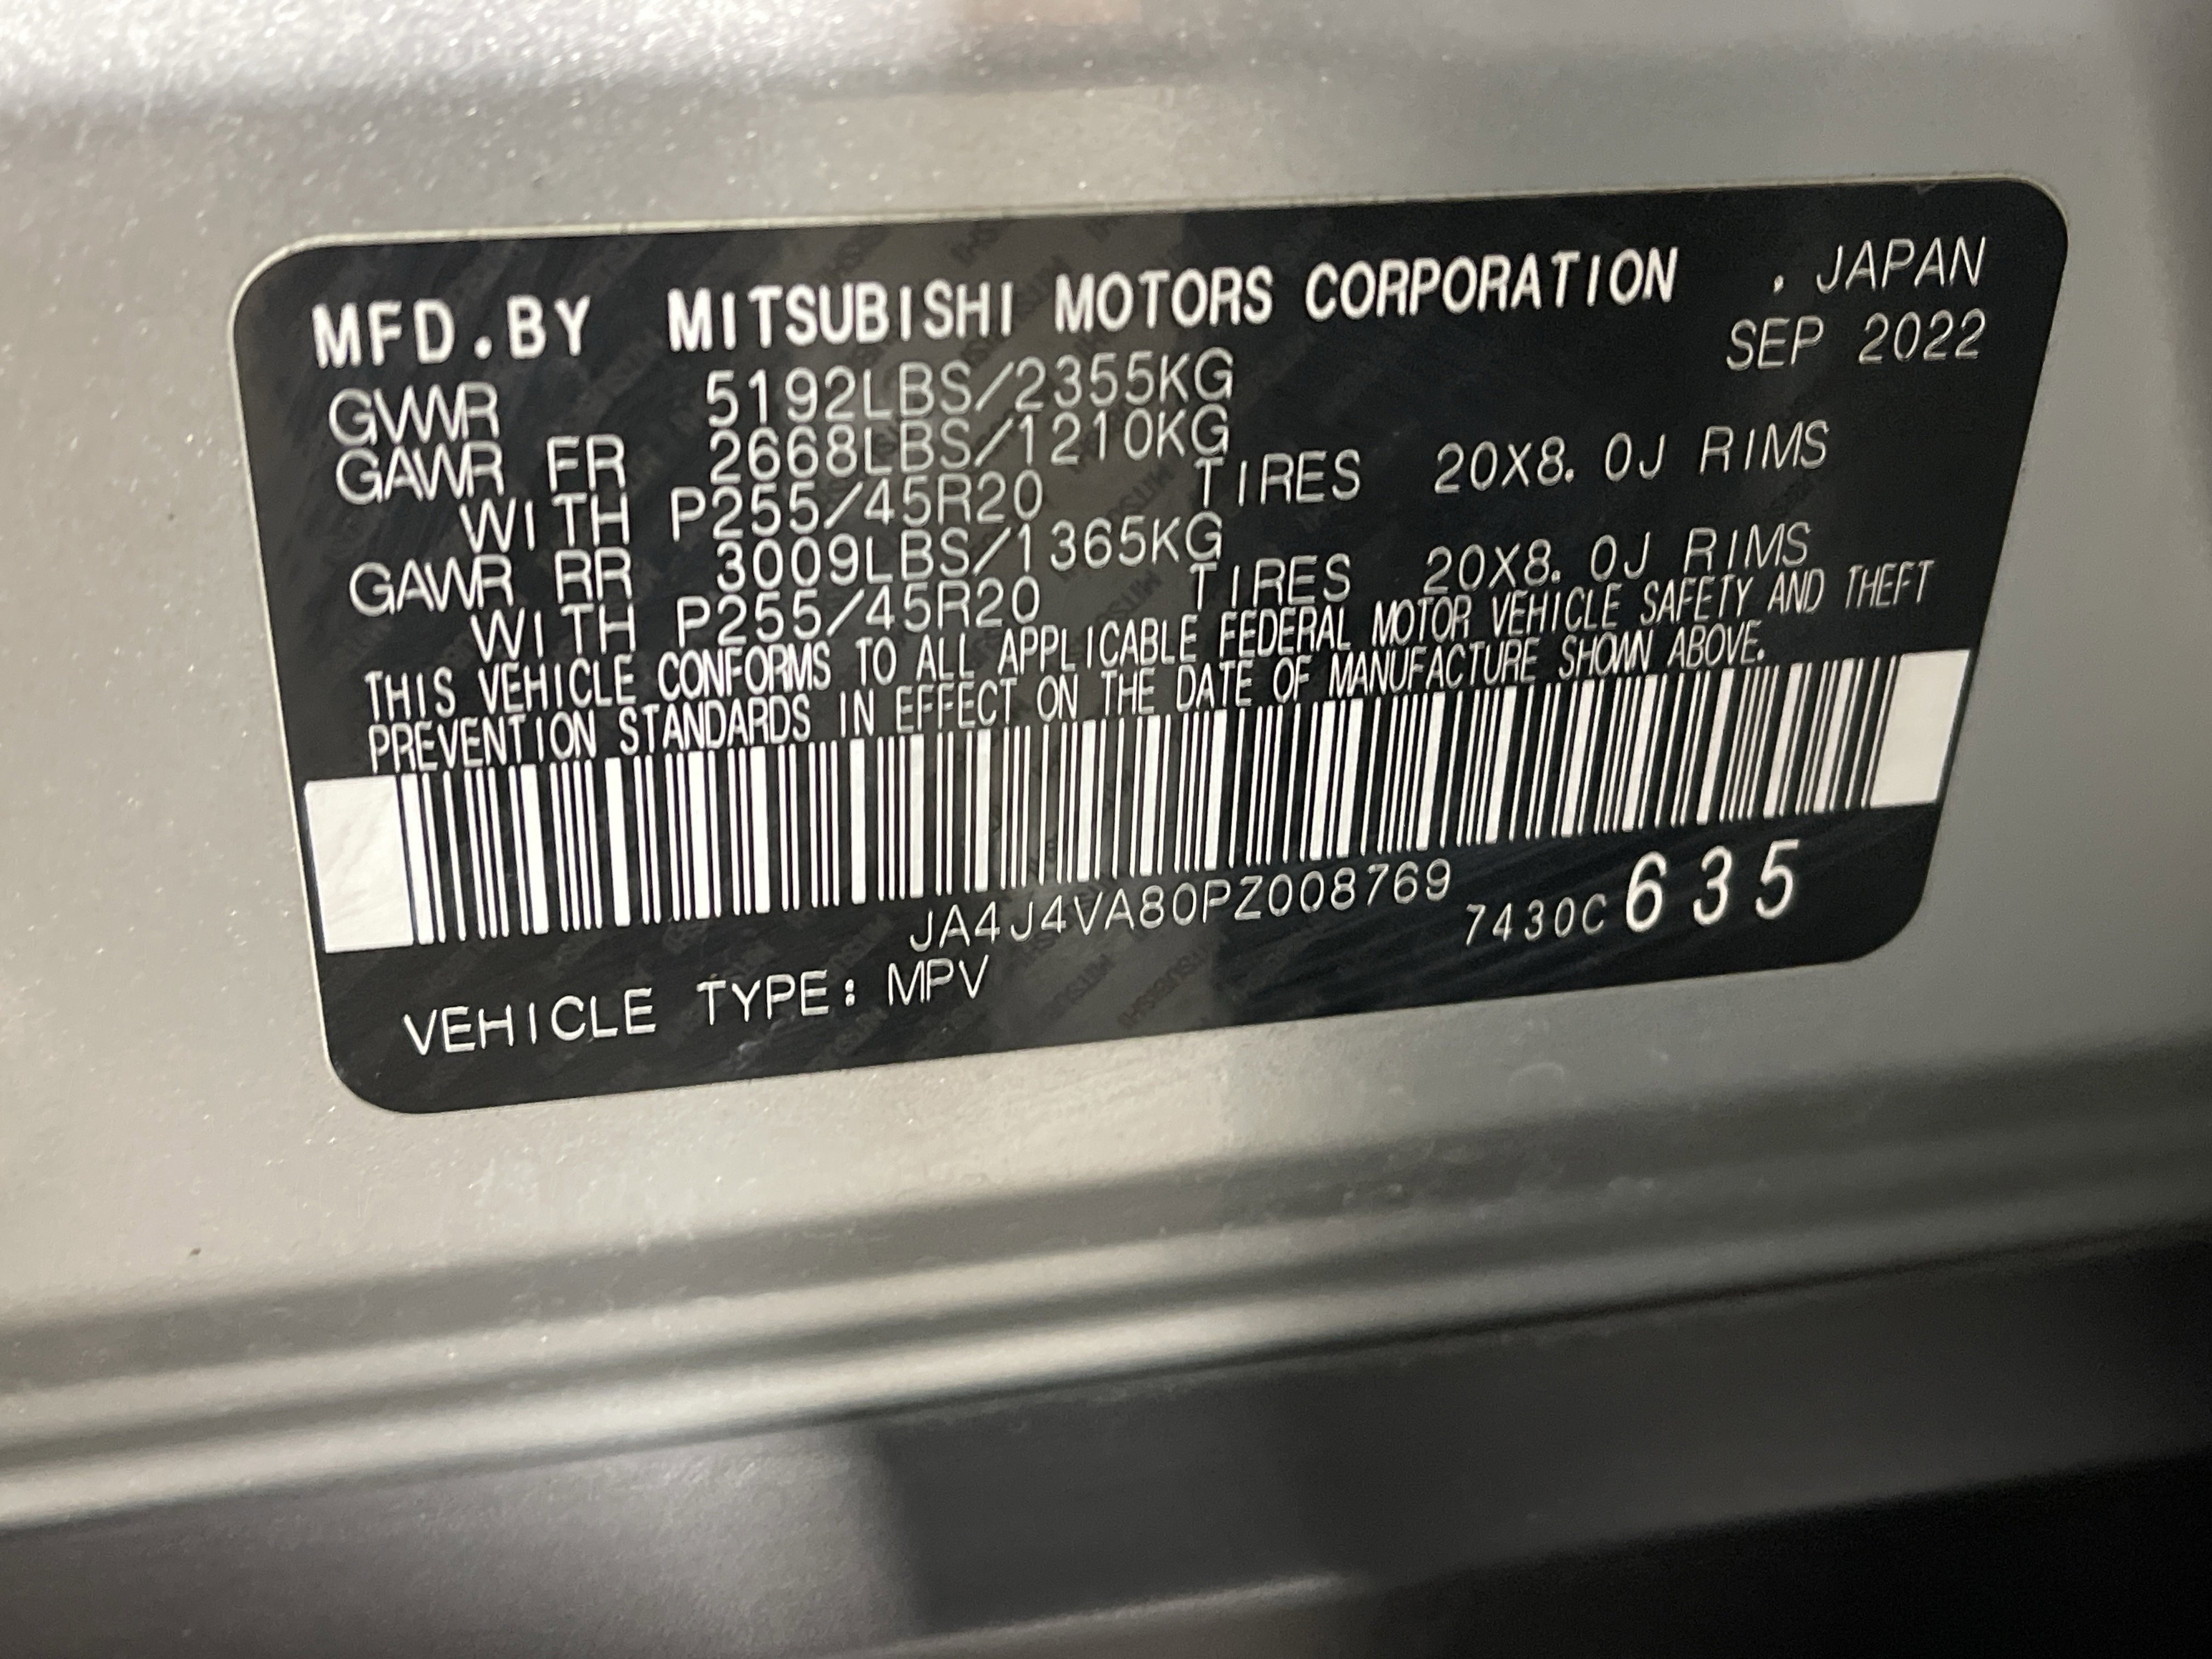 MFD.BY MITSUBISHI MOTORS CORPORATION . JAPAN
SEP 2022
GVWR 5192LBS/2355KG
GAWR FR 2668LBS/1210KG
WITH P255/45R20 TIRES 20X8.0J RIMS
GAWR RR 3009LBS/1365KG
WITH P255/45R20 TIRES 20X8.0J RIMS
THIS VEHICLE CONFORMS TO ALL APPLICABLE FEDERAL MOTOR VEHICLE SAFETY AND THEFT
PREVENTION STANDARDS IN EFFECT ON THE DATE OF MANUFACTURE SHOWN ABOVE.
JA4J4VA80PZ008769 7430C 635
VEHICLE TYPE: MPV